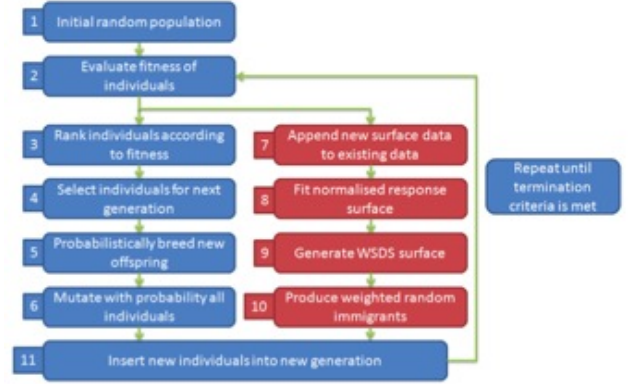 1
Initial random population
2
Evaluate fitness of
individuals
3
Rank individuals according
to fitness
4
Select individuals for next
generation
5
Probabilistically breed new
offspring
6
Mutate with probability all
individuals
7
Append new surface data
to existing data
8
Fit normalised response
surface
9
Generate WSDS surface
10
Produce weighted random
immigrants
11
Insert new individuals into new generation
Repeat until
termination
criteria is met